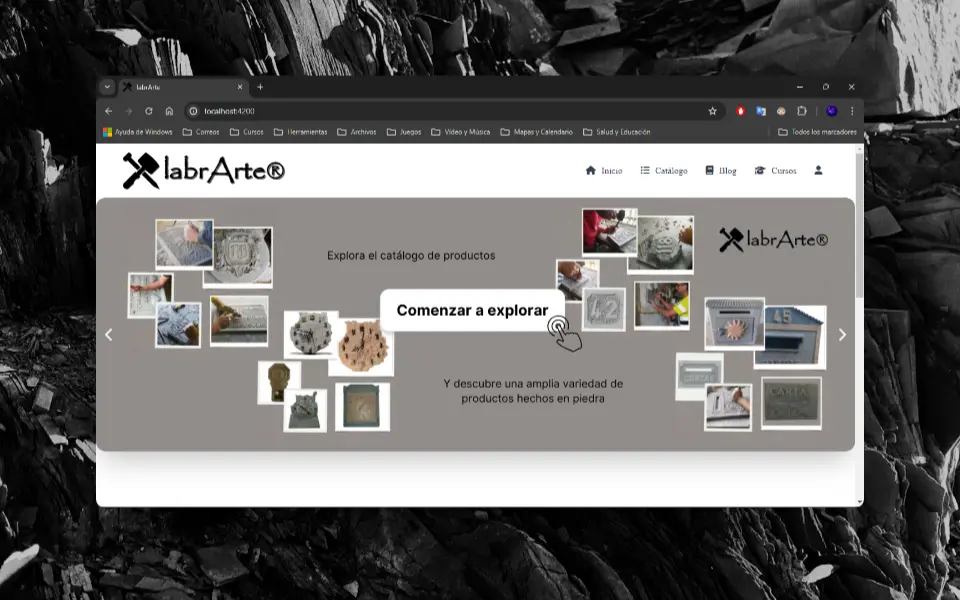 labrArte
localhost:4200
Ayuda de Windows
Correos
Cursos
Herramientas
Archivos
Juegos
Vídeo y Música
Mapas y Calendario
Salud y Educación
Todos los marcadores
labrArte®
Inicio
Catálogo
Blog
Cursos
labrArte®
Explora el catálogo de productos
Comenzar a explorar
Y descubre una amplia variedad de
productos hechos en piedra
42
45
CARTA